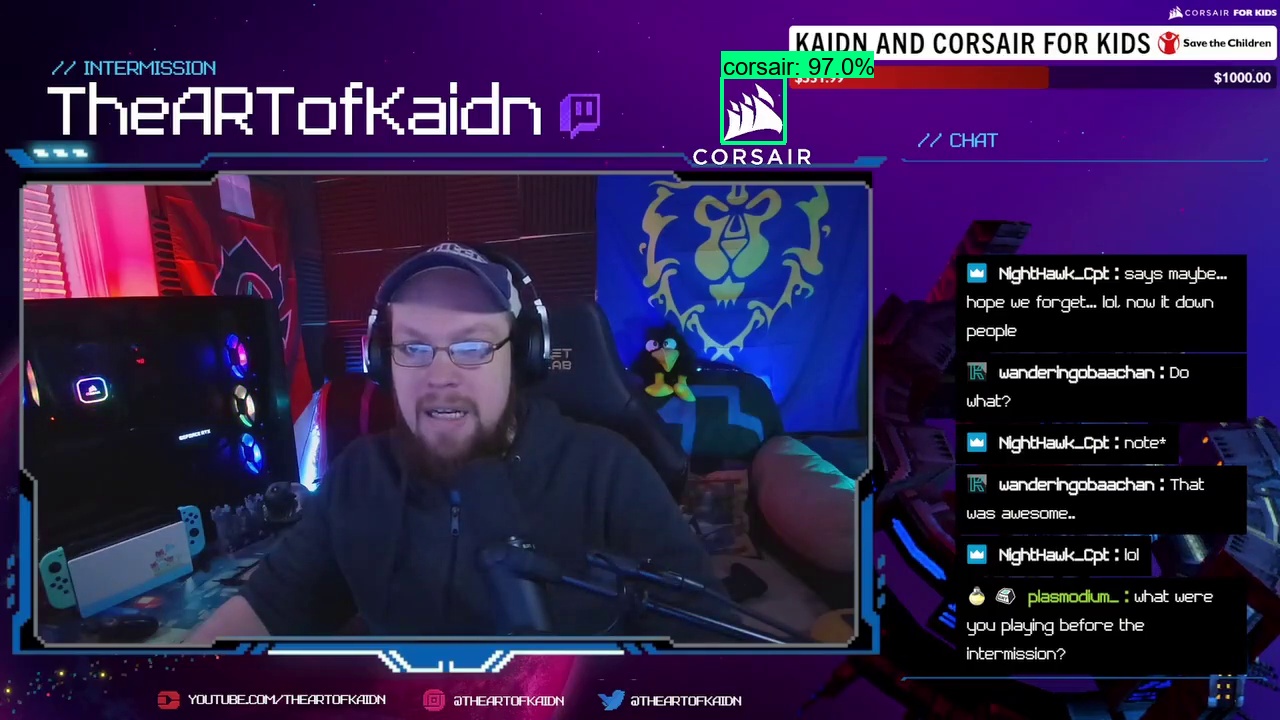 CORSAIR FOR KIDS
KAIDN AND CORSAIR FOR KIDS
Save the Children
// INTERMISSION
corsair: 97.0%
$1000.00
TheARTofKaidn
CORSAIR
// CHAT
NightHawk_Cpt : says maybe...
hope we forget... lol. now it down
people
wanderingobaachan : Do
what?
NightHawk_Cpt : note*
wanderingobaachan : That
was awesome..
NightHawk_Cpt : lol
plasmodium_ : what were
you playing before the
intermission?
GEFORCE RTX
YOUTUBE.COM/THEARTOFKAIDN
@THEARTOFKAIDN
@THEARTOFKAIDN